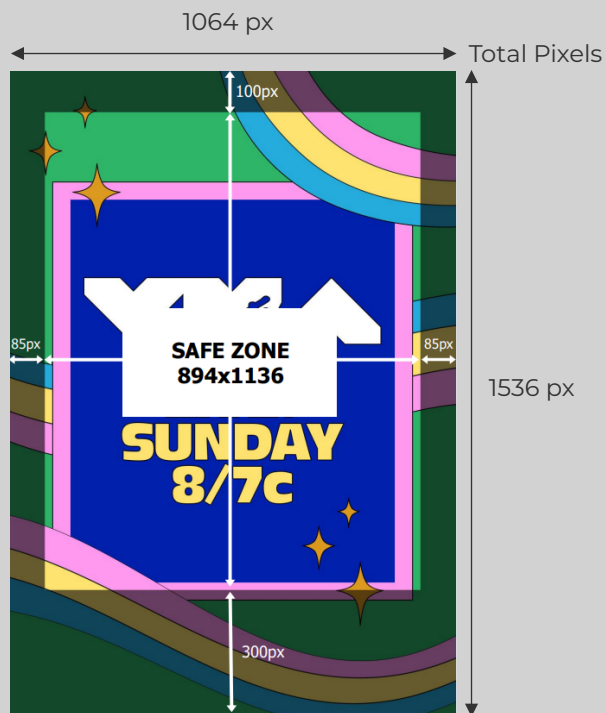 1064 px
Total Pixels
100px
85px
85px
SAFE ZONE
894x1136
1536 px
SUNDAY
8/7c
300px